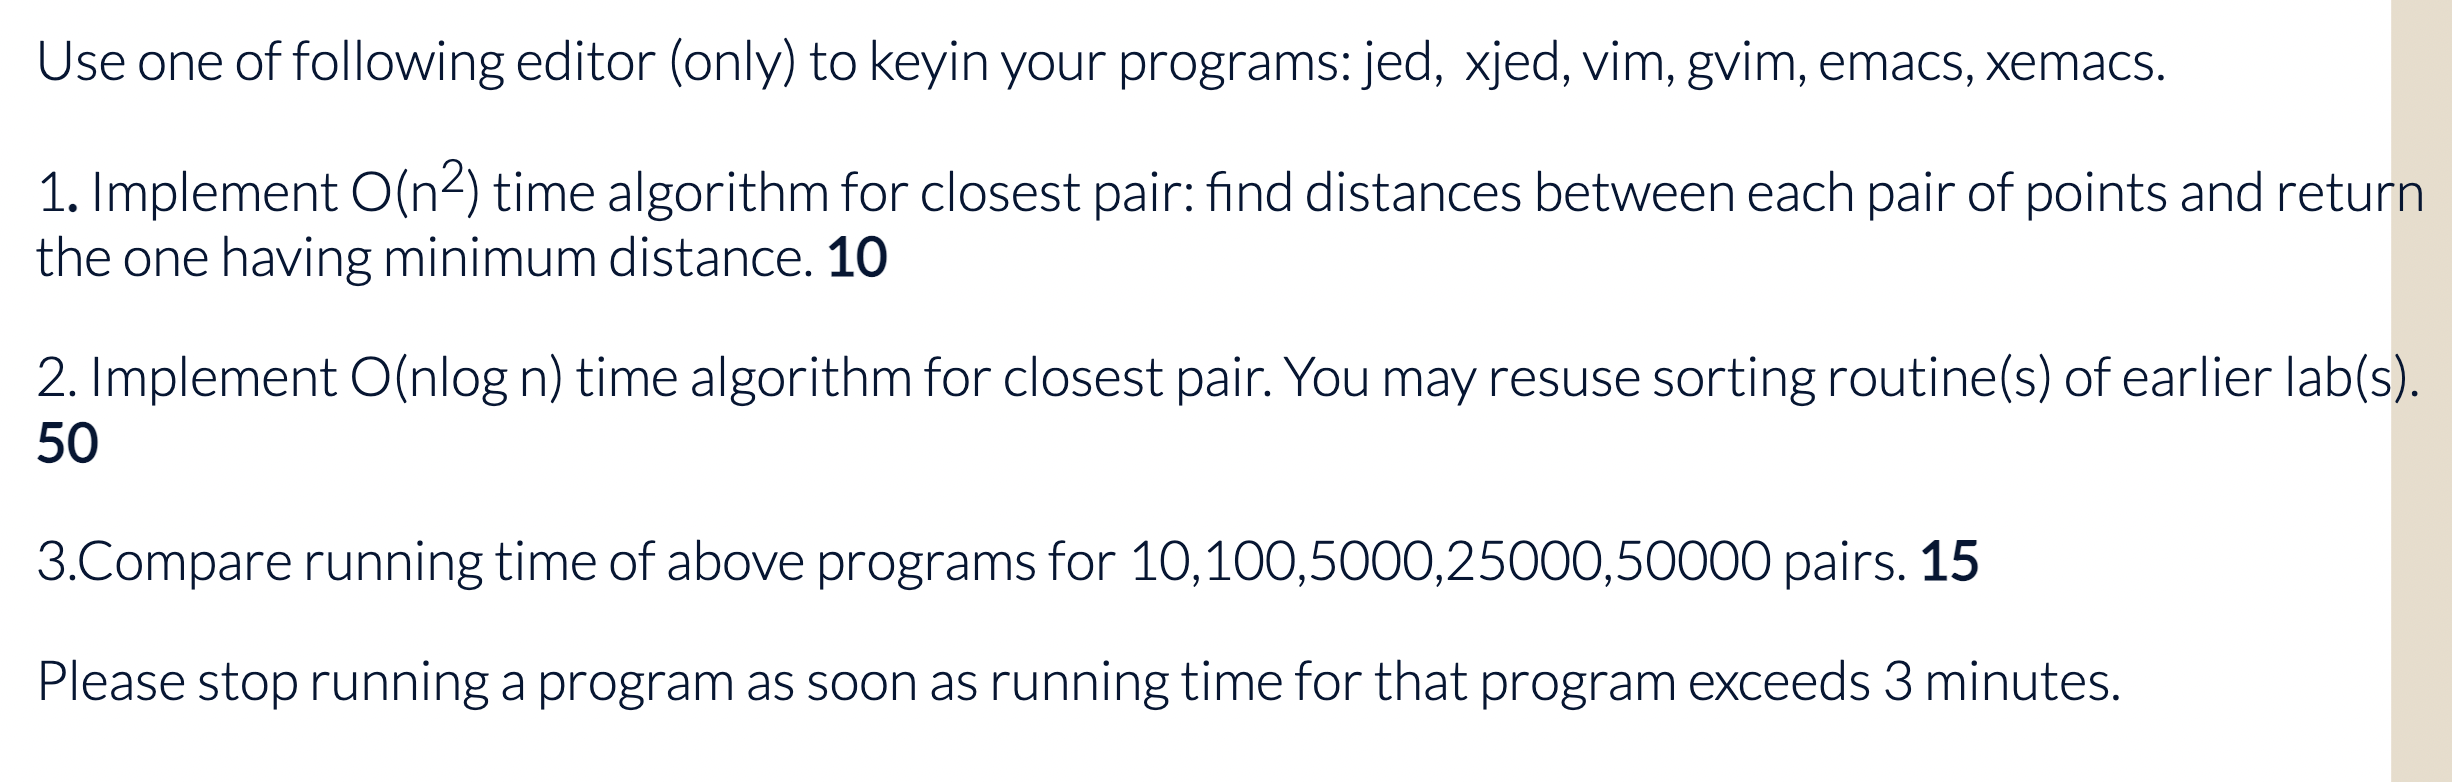 Use one of following editor (only) to keyin your programs: jed,  xjed, vim, gvim, emacs, xemacs.
1. Implement O(n2) time algorithm for closest pair: find distances between each pair of points and return
the one having minimum distance. 10
2. Implement O(nlog n) time algorithm for closest pair. You may resuse sorting routine(s) of earlier lab(s).
50
3.Compare running time of above programs for 10,100,5000,25000,50000 pairs. 15
Please stop running a program as soon as running time for that program exceeds 3 minutes.